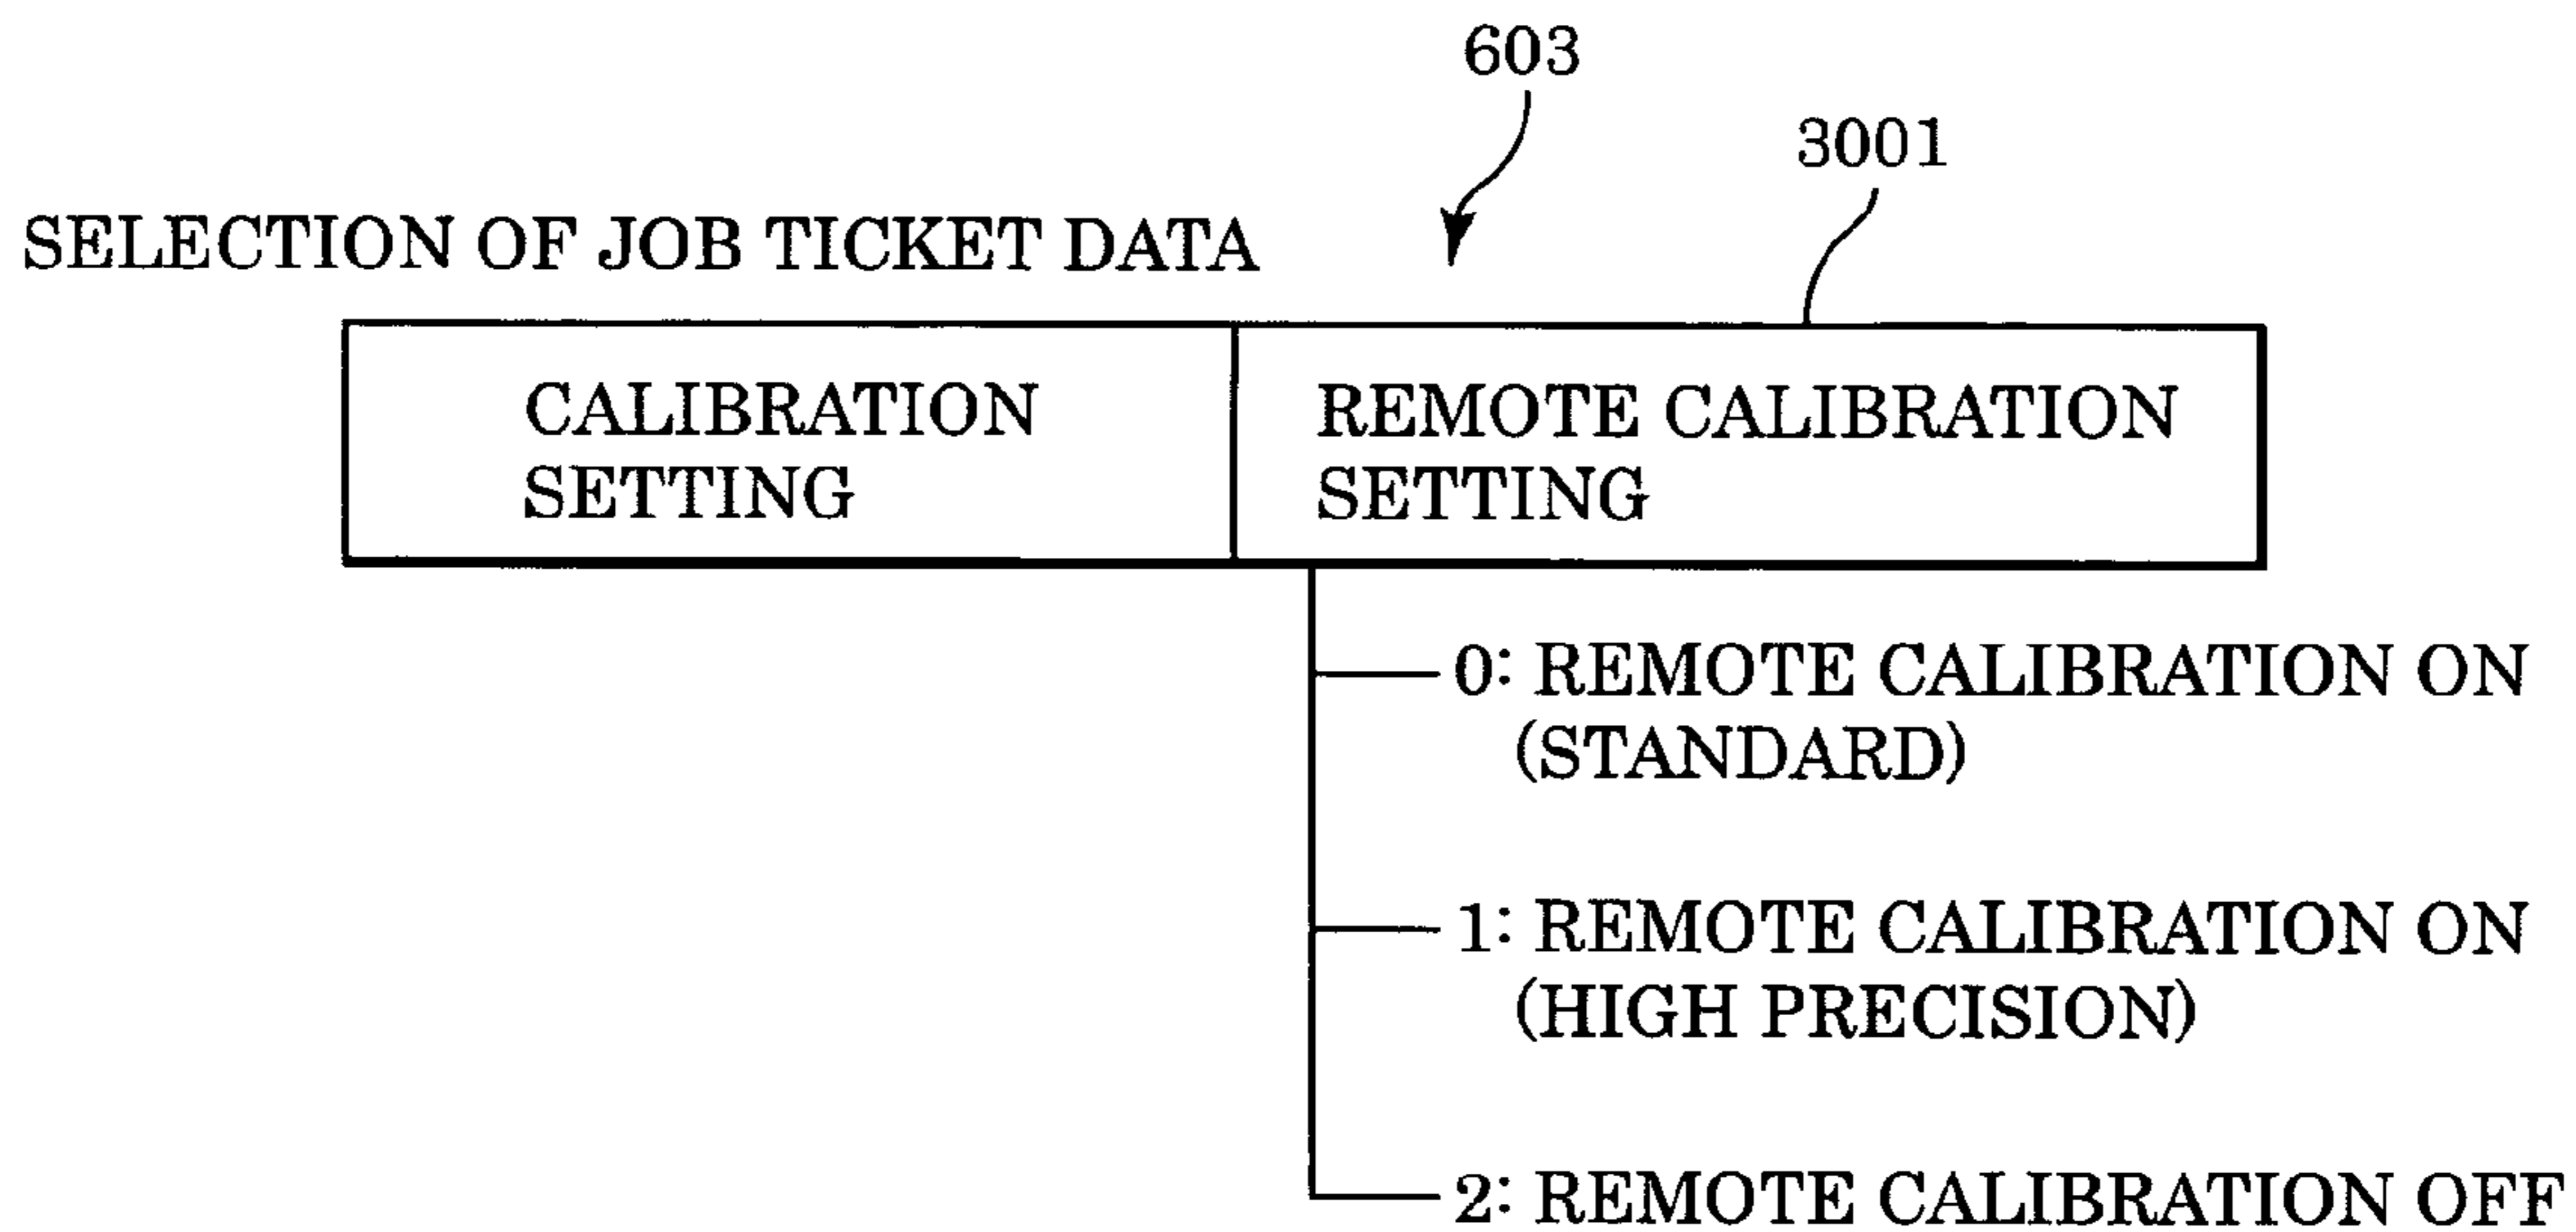 603
3001
SELECTION OF JOB TICKET DATA
CALIBRATION
SETTING
REMOTE CALIBRATION
SETTING
0: REMOTE CALIBRATION ON
(STANDARD)
1: REMOTE CALIBRATION ON
(HIGH PRECISION)
2: REMOTE CALIBRATION OFF